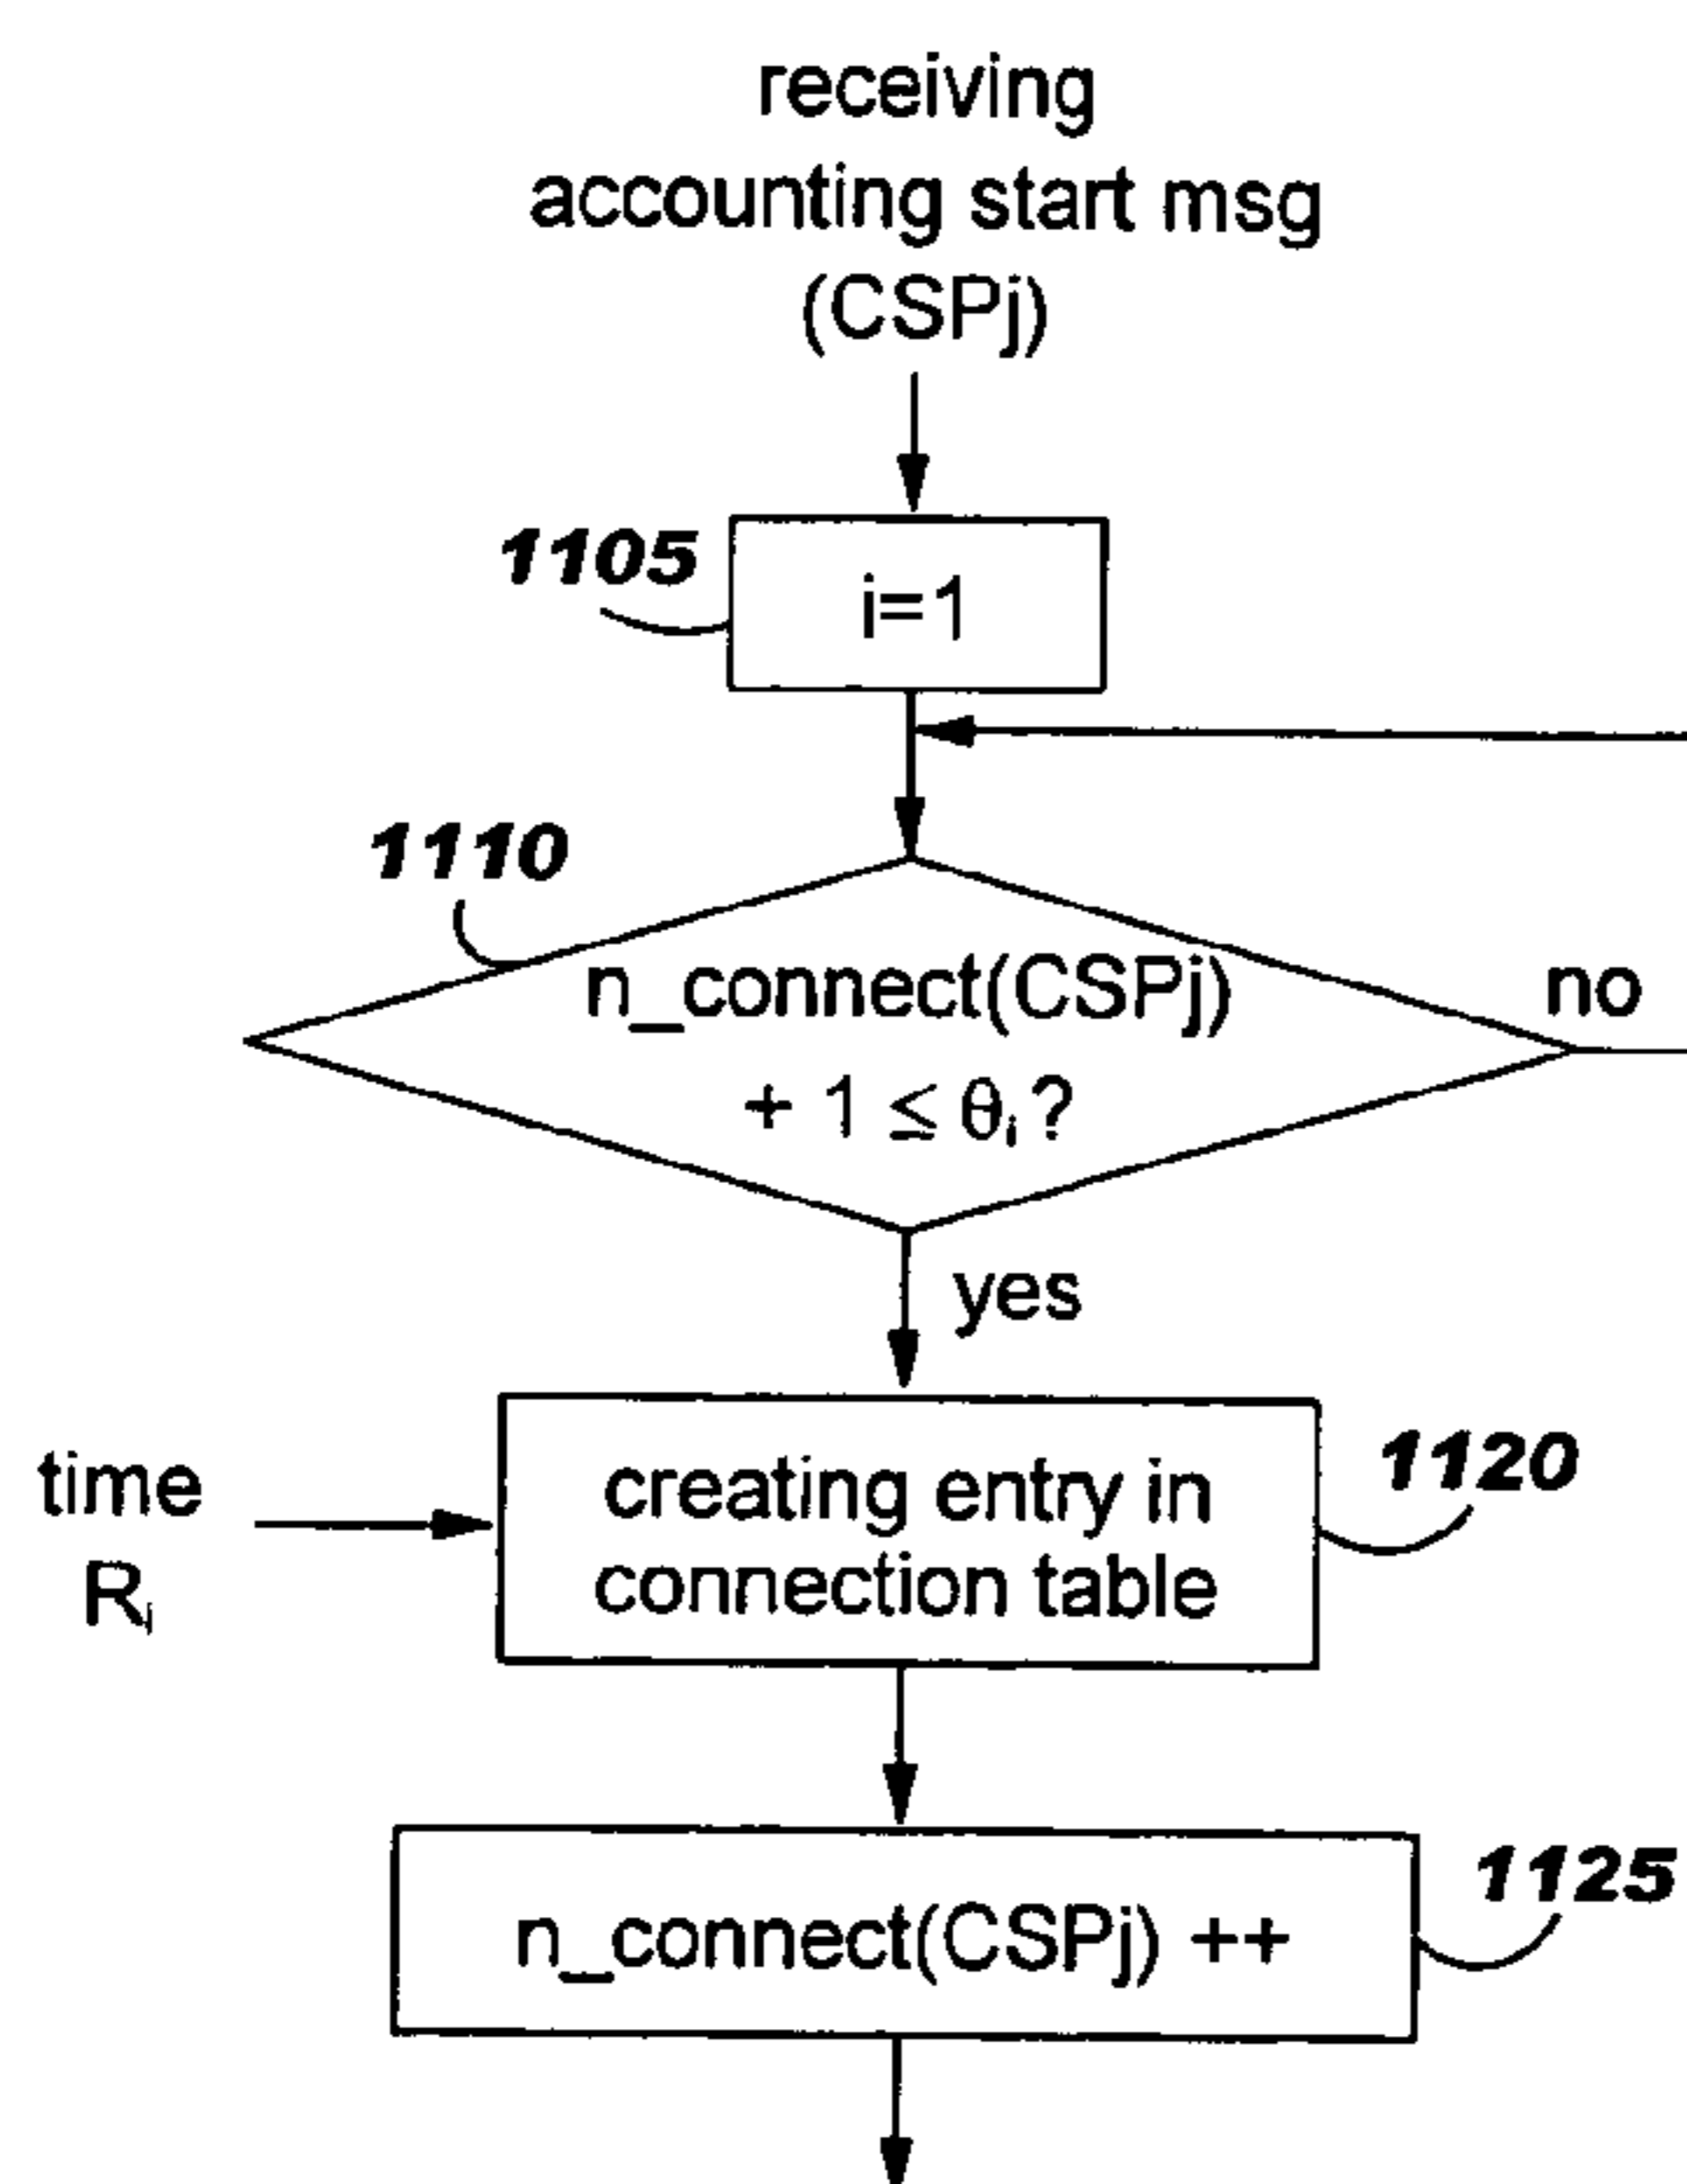 receiving
accounting start msg
(CSPj)
1105
i=1
1110
n_connect(CSPj)
+ 1 ≤ θi ?
no
yes
time
Ri
creating entry in
connection table
1120
n_connect(CSPj) ++
1125